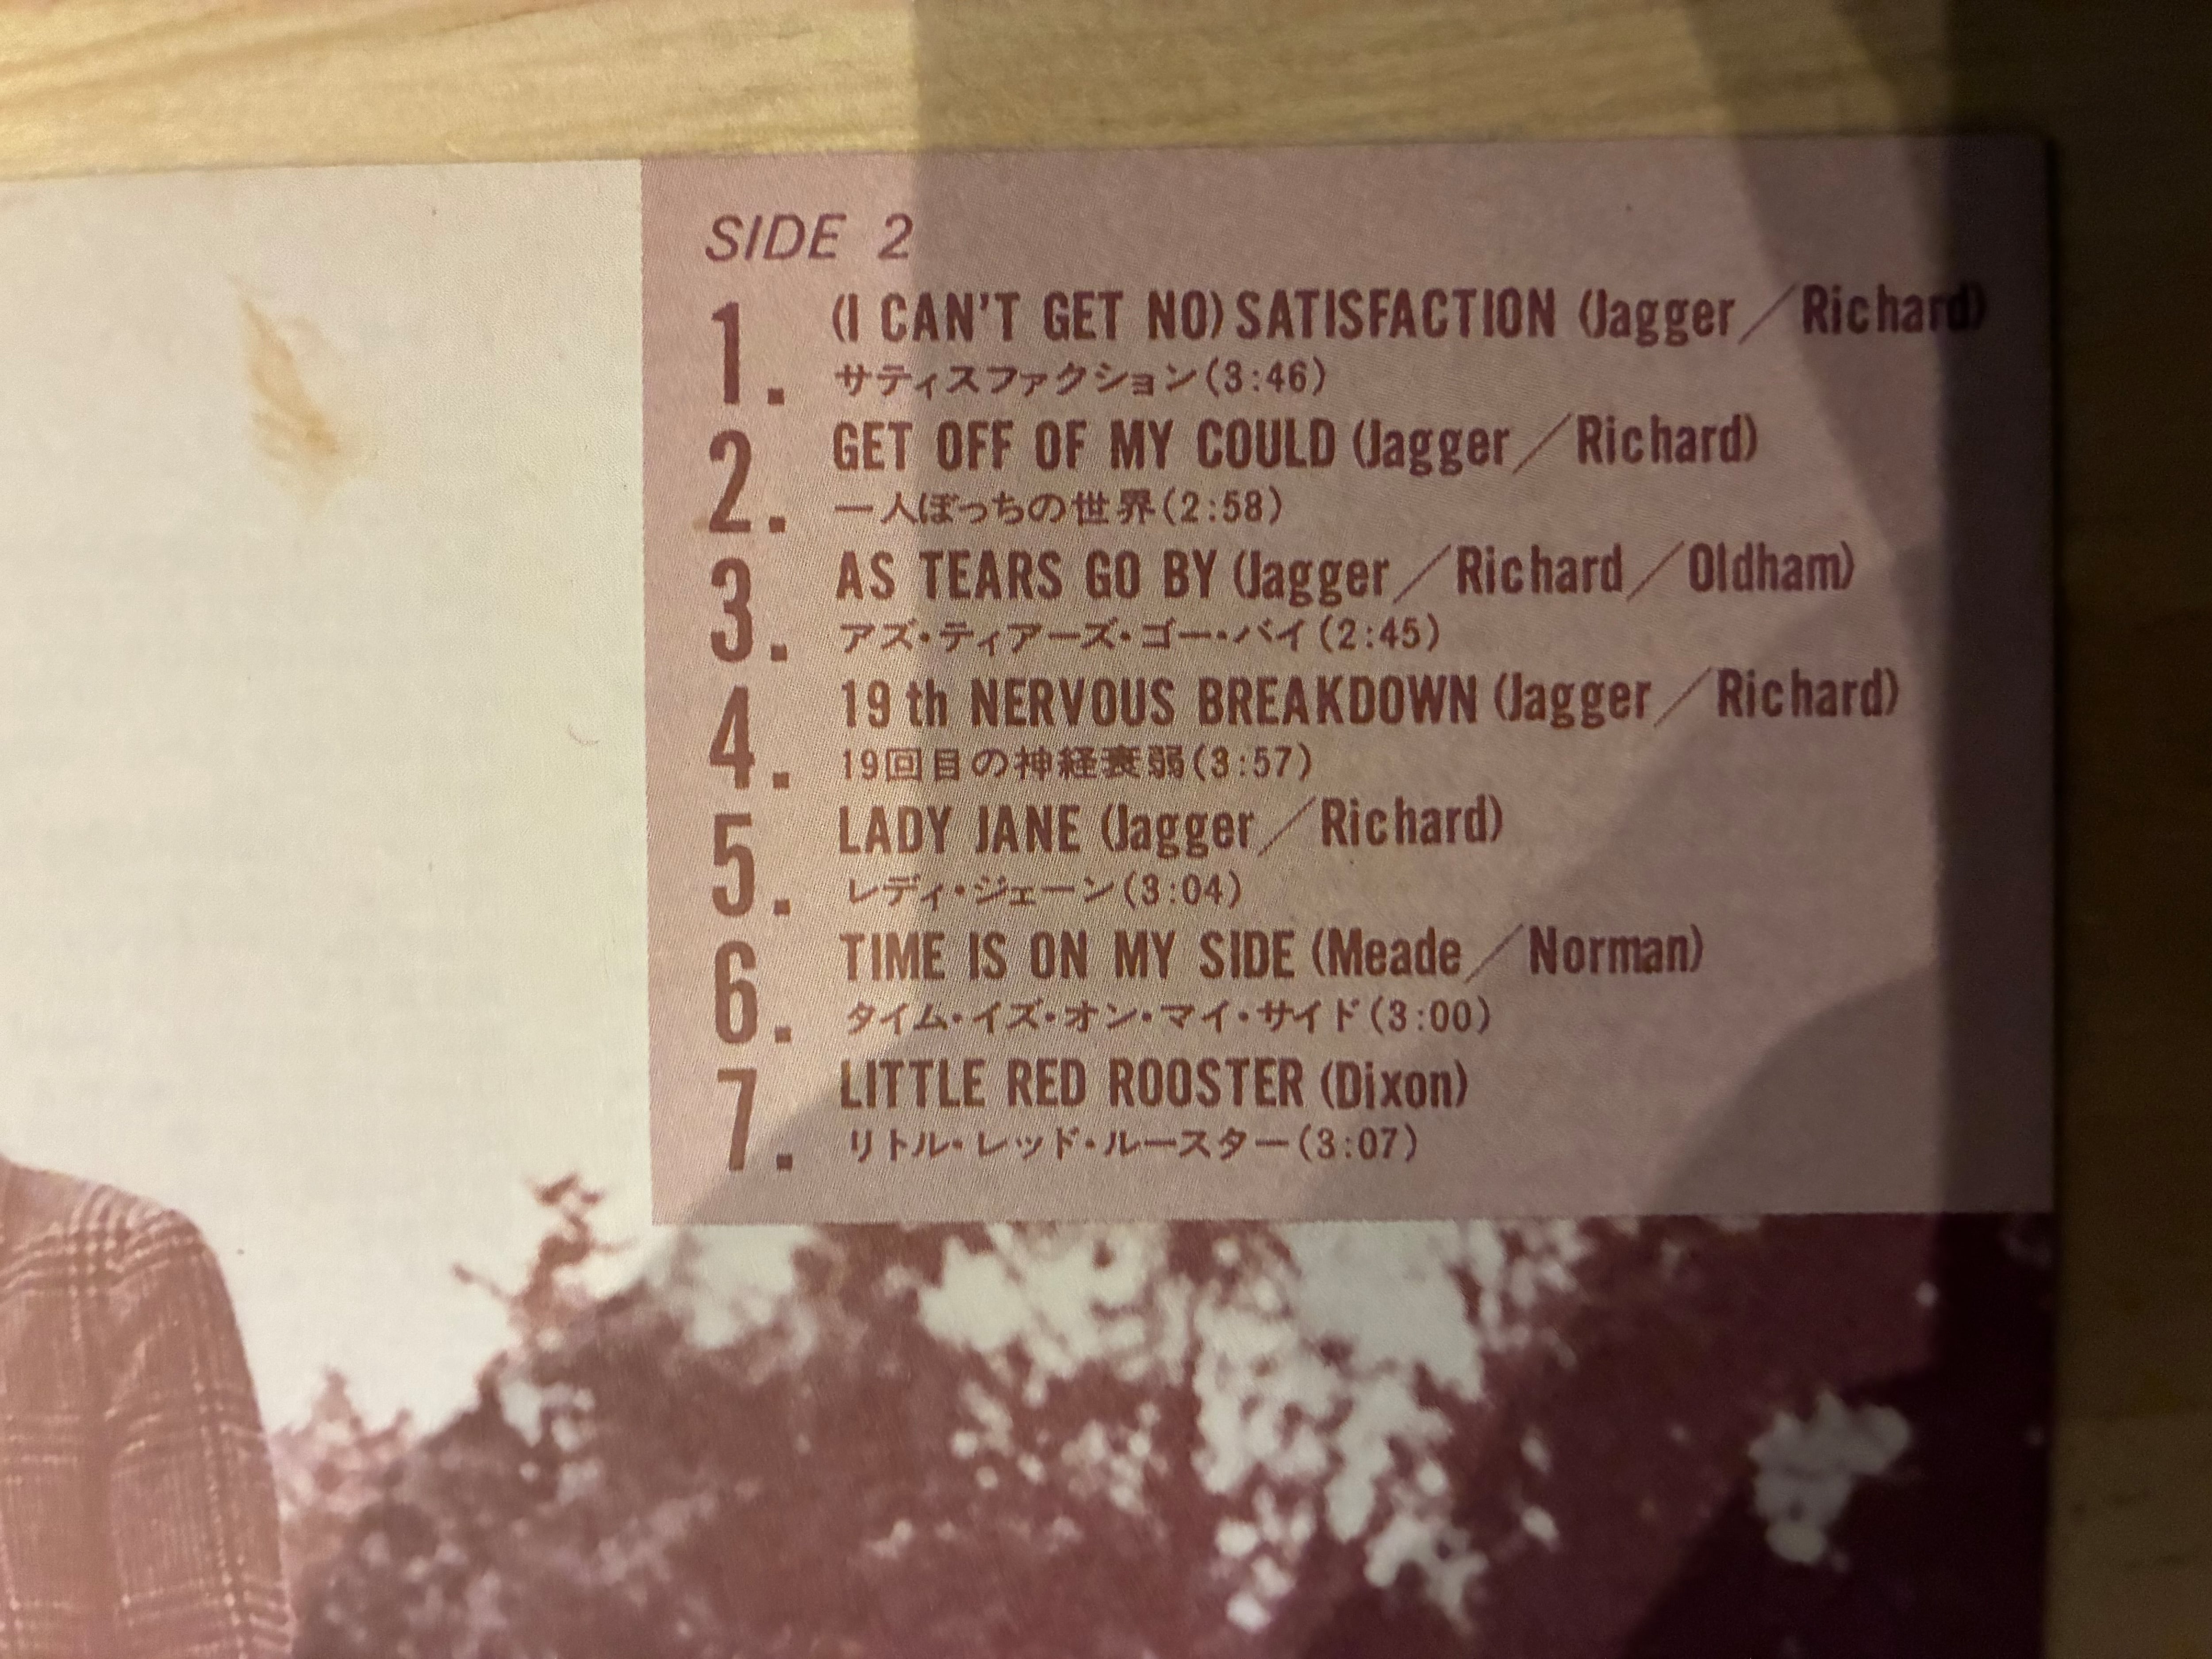 SIDE 2
1. (I CAN'T GET NO) SATISFACTION (Jagger／Richard)
サティスファクション(3:46)
2. GET OFF OF MY COULD (Jagger／Richard)
一人ぼっちの世界(2:58)
3. AS TEARS GO BY (Jagger／Richard／Oldham)
アズ・ティアーズ・ゴー・バイ(2:45)
4. 19th NERVOUS BREAKDOWN (Jagger／Richard)
19回目の神経衰弱(3:57)
5. LADY JANE (Jagger／Richard)
レディ・ジェーン(3:04)
6. TIME IS ON MY SIDE (Meade／Norman)
タイム・イズ・オン・マイ・サイド(3:00)
7. LITTLE RED ROOSTER (Dixon)
リトル・レッド・ルースター(3:07)